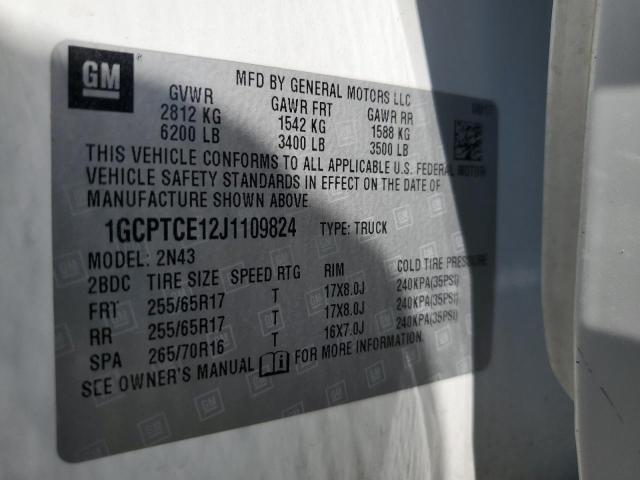 GM
MFD BY GENERAL MOTORS LLC
GVWR GAWR FRT GAWR RR
2812 KG 1542 KG 1588 KG
6200 LB 3400 LB 3500 LB
THIS VEHICLE CONFORMS TO ALL APPLICABLE U.S. FEDERAL MOTOR
VEHICLE SAFETY STANDARDS IN EFFECT ON THE DATE OF
MANUFACTURE SHOWN ABOVE
1GCPTCE12J1109824 TYPE: TRUCK
MODEL: 2N43
2BDC TIRE SIZE SPEED RTG RIM COLD TIRE PRESSURE
FRT 255/65R17 T 17X8.0J 240KPA(35PSI)
RR 255/65R17 T 17X8.0J 240KPA(35PSI)
SPA 265/70R16 T 16X7.0J 240KPA(35PSI)
SEE OWNER'S MANUAL FOR MORE INFORMATION.